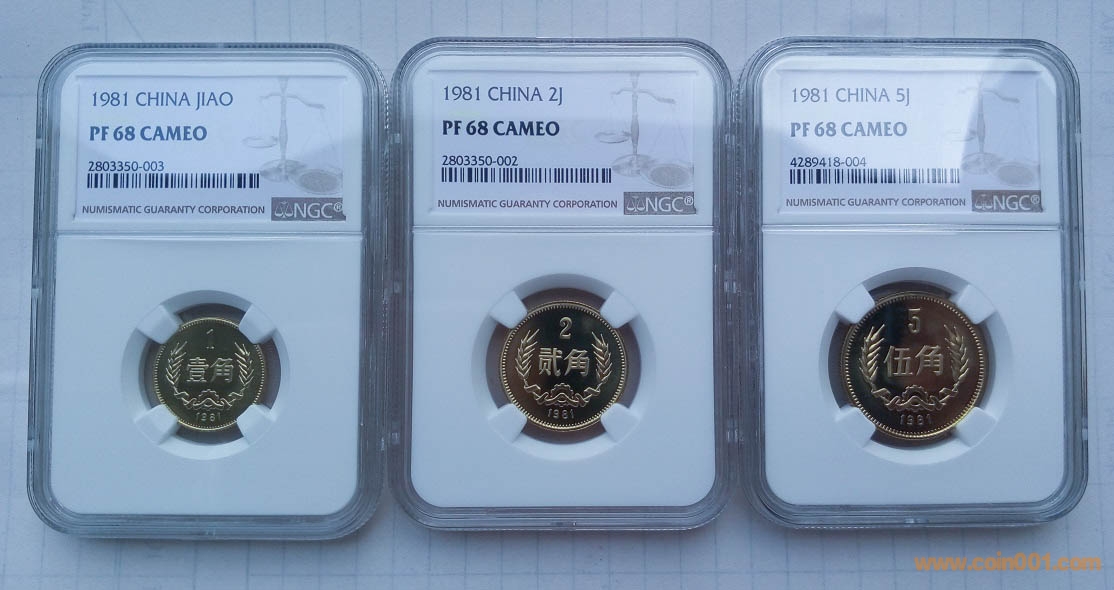 1981 CHINA JIAO
PF 68 CAMEO
2803350-003
NUMISMATIC GUARANTY CORPORATION NGC®
1
壹角
1981
1981 CHINA 2J
PF 68 CAMEO
2803350-002
NUMISMATIC GUARANTY CORPORATION NGC®
2
贰角
1981
1981 CHINA 5J
PF 68 CAMEO
4289418-004
NUMISMATIC GUARANTY CORPORATION NGC®
5
伍角
1981
www.coin001.com